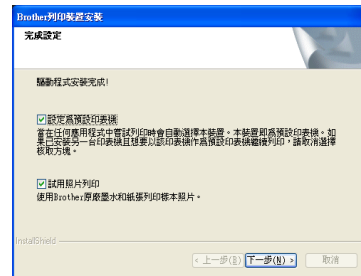 Brother列印裝置安裝
完成設定
驅動程式安裝完成!
設定為預設印表機
當在任何應用程式中嘗試列印時會自動選擇本裝置。本裝置即為預設印表機。如
果已安裝另一台印表機且想要以該印表機作為預設印表機繼續列印，請取消選擇
核取方塊。
試用照片列印
使用Brother原廠墨水和紙張列印樣本照片。
InstallShield
< 上一步(B)
下一步(N) >
取消